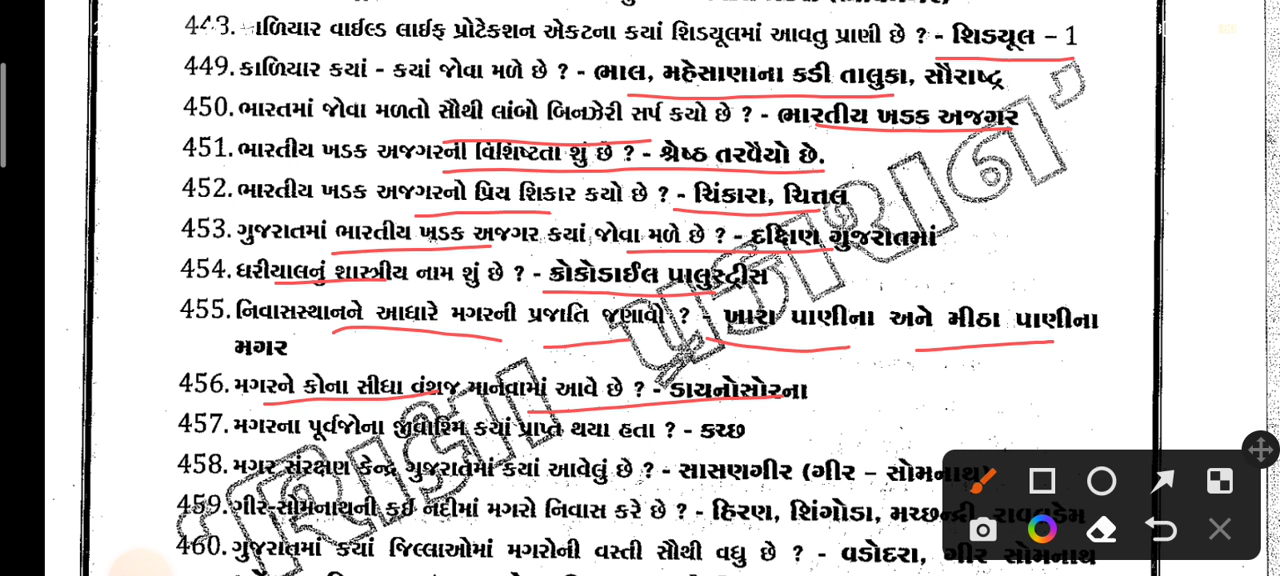 443. કાળિયાર વાઈલ્ડ લાઈફ પ્રોટેકશન એકટના કયાં શિડયૂલમાં આવતુ પ્રાણી છે ? - શિડયૂલ – 1
449. કાળિયાર કયાં - કયાં જોવા મળે છે ? - ભાલ, મહેસાણાના કડી તાલુકા, સૌરાષ્ટ્ર
450. ભારતમાં જોવા મળતો સૌથી લાંબો બિનઝેરી સર્પ કયો છે ? - ભારતીય ખડક અજગર
451. ભારતીય ખડક અજગરની વિશિષ્ટતા શું છે ? - શ્રેષ્ઠ તરવૈયો છે.
452. ભારતીય ખડક અજગરનો પ્રિય શિકાર કયો છે ? - ચિંકારા, ચિત્તલ
453. ગુજરાતમાં ભારતીય ખડક અજગર કયાં જોવા મળે છે ? - દક્ષિણ ગુજરાતમાં
454. ઘરીયાલનું શાસ્ત્રીય નામ શું છે ? - ક્રોકોડાઈલ પાલુસ્ટ્રીસ
455. નિવાસસ્થાનને આધારે મગરની પ્રજાતિ જણાવો ? - ખારા પાણીના અને મીઠા પાણીના
મગર
456. મગરને કોના સીધા વંશજ માનવામાં આવે છે ? - ડાયનોસોરના
457. મગરના પૂર્વજોના જીવાશ્મિ કયાં પ્રાપ્ત થયા હતા ? - કચ્છ
458. મગર સંરક્ષણ કેન્દ્ર ગુજરાતમાં કયાં આવેલું છે ? - સાસણગીર (ગીર – સોમનાથ)
459. ગીર-સોમનાથની કઈ નદીમાં મગરો નિવાસ કરે છે ? - હિરણ, શિંગોડા, મચ્છન્દ્રી, રાવલડેમ
460. ગુજરાતમાં કયાં જિલ્લાઓમાં મગરોની વસ્તી સૌથી વધુ છે ? - વડોદરા, ગીર સોમનાથ
પ્રકાશન